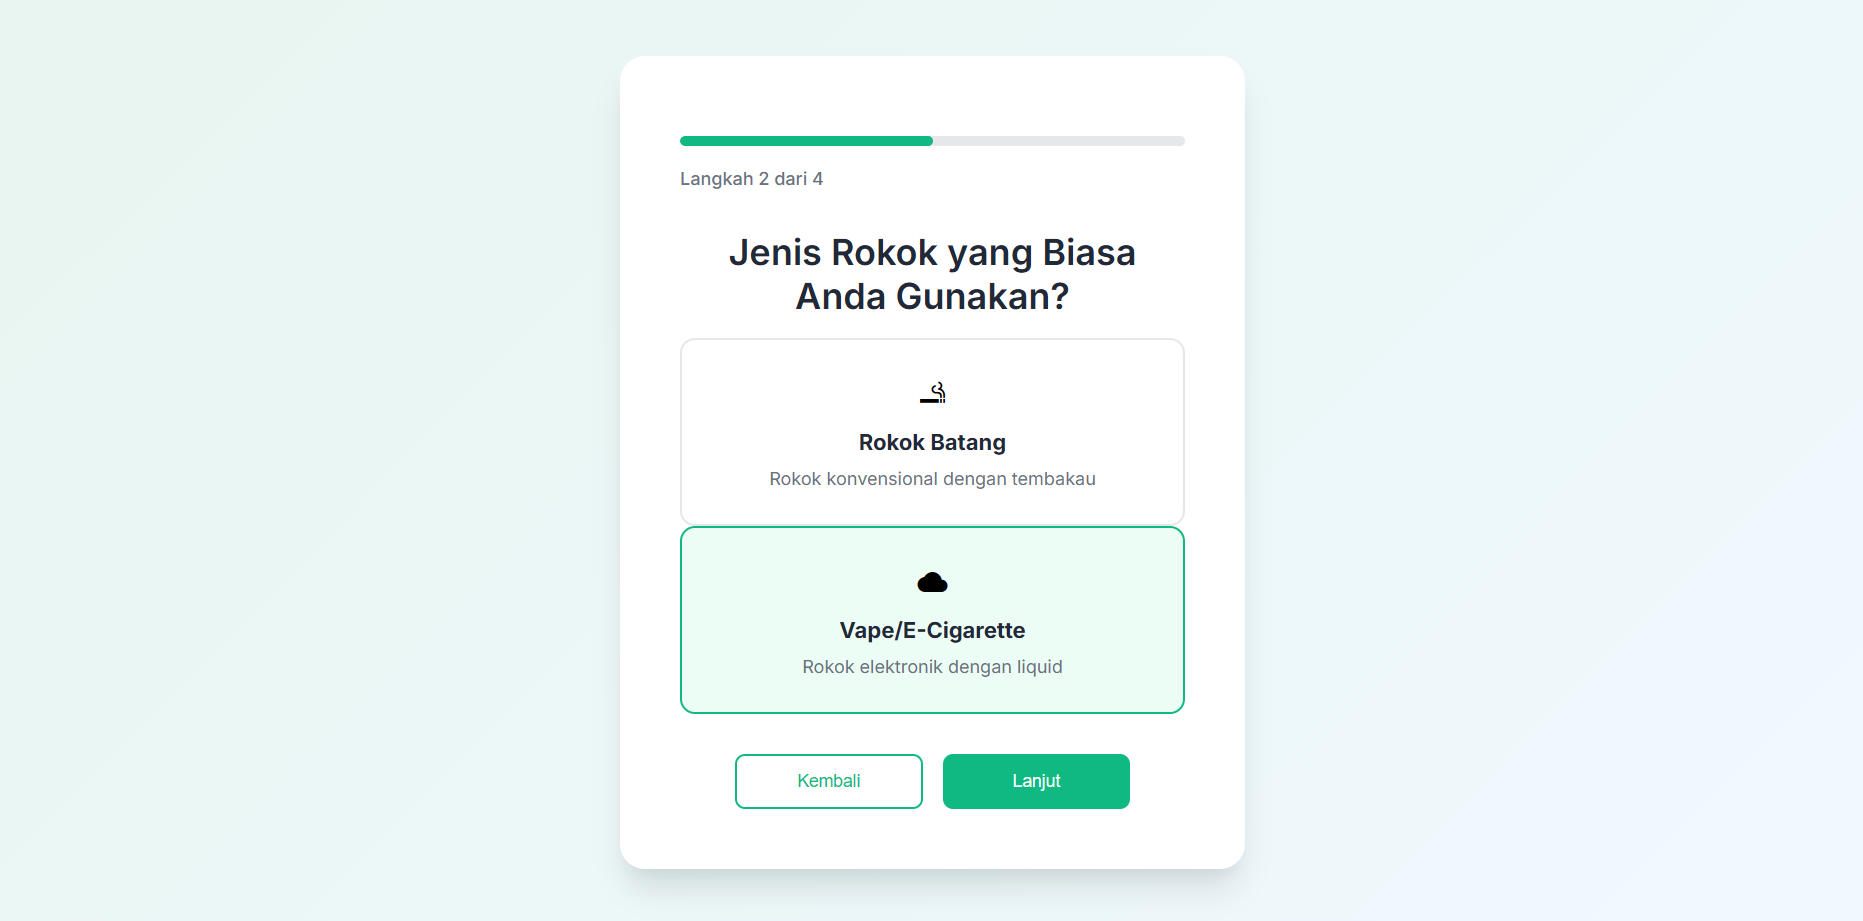 Langkah 2 dari 4
Jenis Rokok yang Biasa
Anda Gunakan?
Rokok Batang
Rokok konvensional dengan tembakau
Vape/E-Cigarette
Rokok elektronik dengan liquid
Kembali
Lanjut